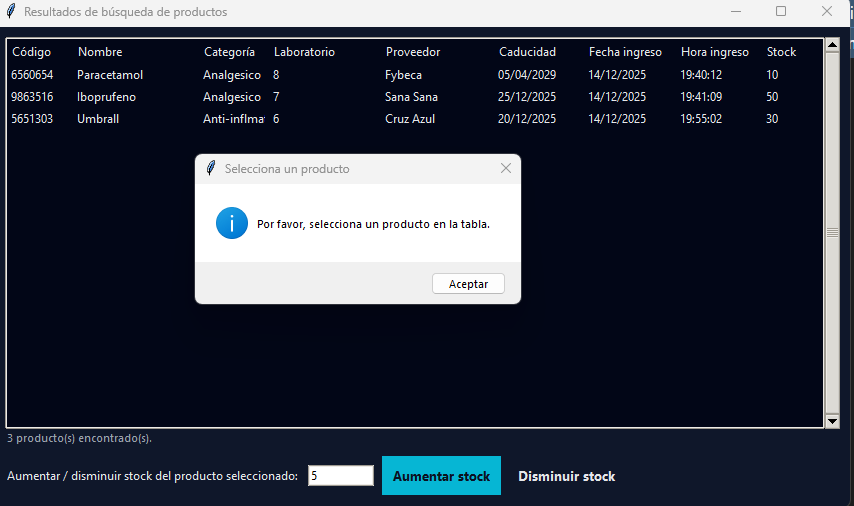 Resultados de búsqueda de productos
Código Nombre Categoría Laboratorio Proveedor Caducidad Fecha ingreso Hora ingreso Stock
6560654 Paracetamol Analgesico 8 Fybeca 05/04/2029 14/12/2025 19:40:12 10
9863516 Iboprufeno Analgesico 7 Sana Sana 25/12/2025 14/12/2025 19:41:09 50
5651303 Umbrall Anti-inflma 6 Cruz Azul 20/12/2025 14/12/2025 19:55:02 30
Selecciona un producto
Por favor, selecciona un producto en la tabla.
Aceptar
3 producto(s) encontrado(s).
Aumentar / disminuir stock del producto seleccionado: 5 Aumentar stock Disminuir stock